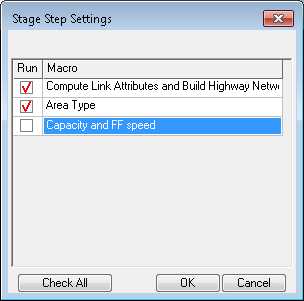 Stage Step Settings
Run Macro
Compute Link Attributes and Build Highway Netwo
Area Type
Capacity and FF speed
Check All OK Cancel